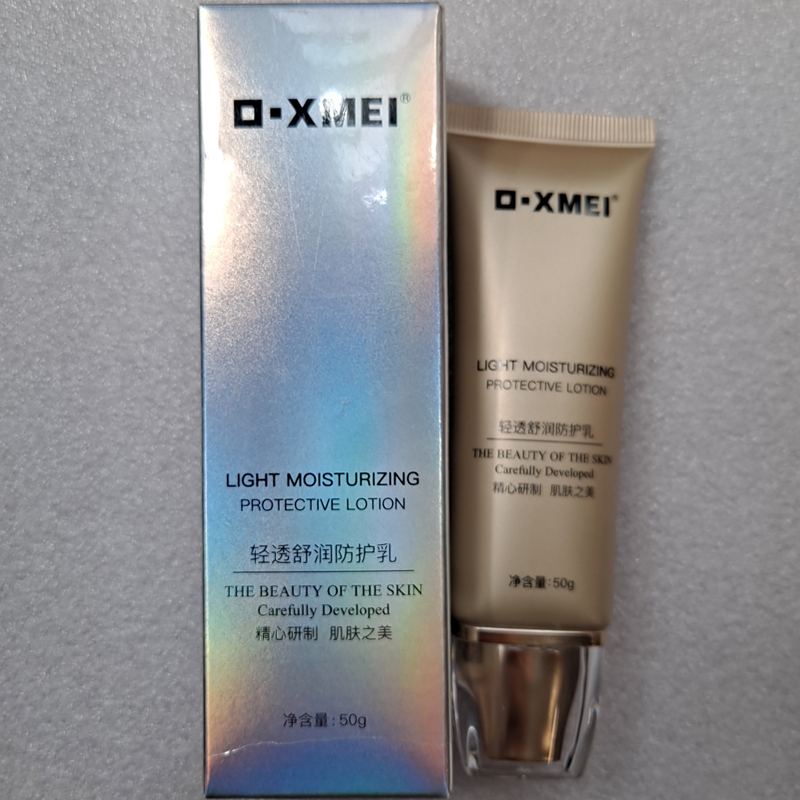 口·XMEI®
LIGHT MOISTURIZING
PROTECTIVE LOTION
轻透舒润防护乳
THE BEAUTY OF THE SKIN
Carefully Developed
精心研制 肌肤之美
净含量:50g
口·XMEI®
LIGHT MOISTURIZING
PROTECTIVE LOTION
轻透舒润防护乳
THE BEAUTY OF THE SKIN
Carefully Developed
精心研制 肌肤之美
净含量:50g